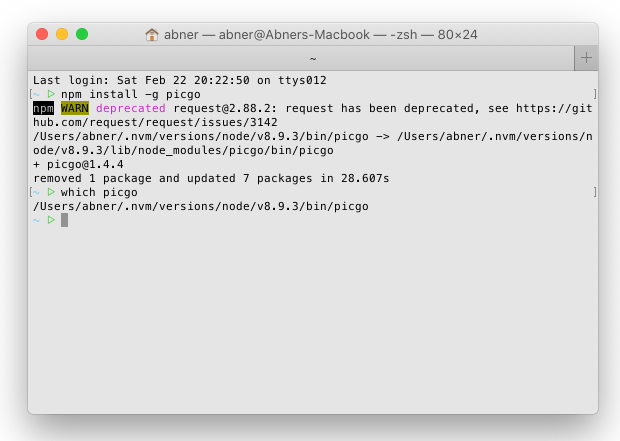 abner — abner@Abners-Macbook — -zsh — 80×24
~
Last login: Sat Feb 22 20:22:50 on ttys012
[~ ▷ npm install -g picgo ]
npm WARN deprecated request@2.88.2: request has been deprecated, see https://git
hub.com/request/request/issues/3142
/Users/abner/.nvm/versions/node/v8.9.3/bin/picgo -> /Users/abner/.nvm/versions/n
ode/v8.9.3/lib/node_modules/picgo/bin/picgo
+ picgo@1.4.4
removed 1 package and updated 7 packages in 28.607s
[~ ▷ which picgo ]
/Users/abner/.nvm/versions/node/v8.9.3/bin/picgo
~ ▷